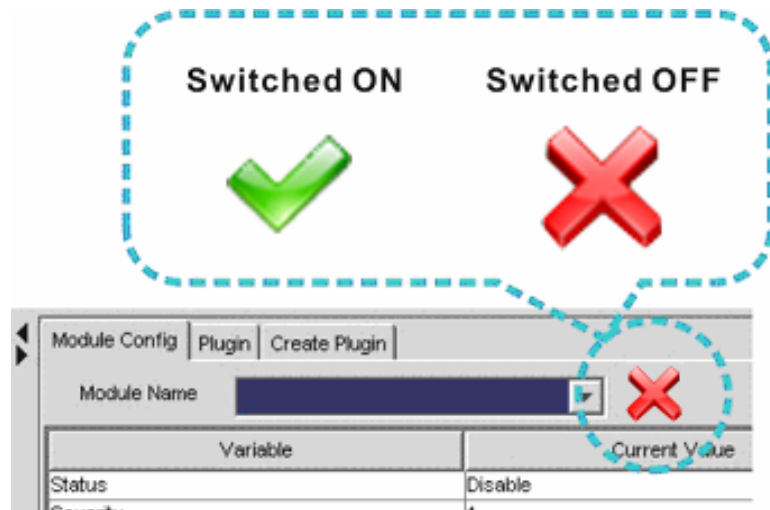 Switched ON Switched OFF
Module Config Plugin Create Plugin
Module Name
Variable Current Value
Status Disable